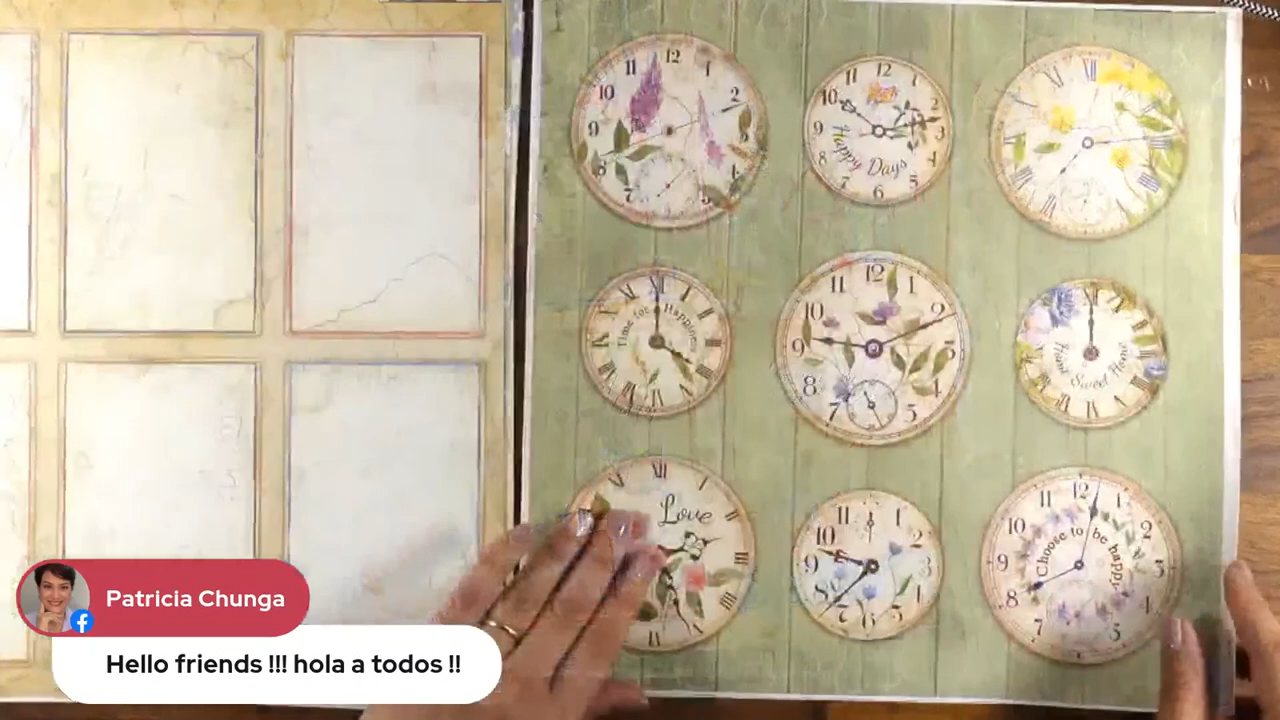 Happy Days
Time for Happiness
Home Sweet Home
Love
Choose to be happy
Patricia Chunga
Hello friends !!! hola a todos !!